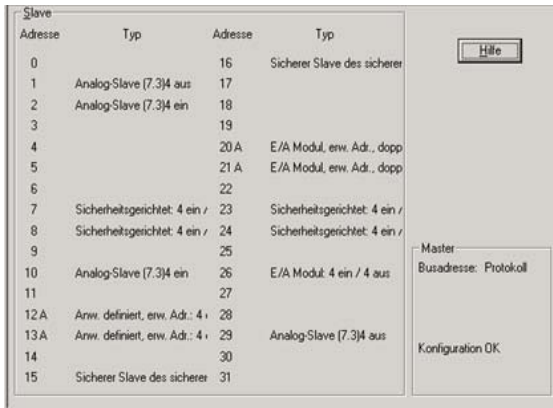 Slave
Adresse Typ Adresse Typ
0 16 Sicherer Slave des sicherer
1 Analog-Slave (7.3)4 aus 17
2 Analog-Slave (7.3)4 ein 18
3 19
4 20 A E/A Modul, erw. Adr., dopp
5 21 A E/A Modul, erw. Adr., dopp
6 22
7 Sicherheitsgerichtet: 4 ein / 23 Sicherheitsgerichtet: 4 ein /
8 Sicherheitsgerichtet: 4 ein / 24 Sicherheitsgerichtet: 4 ein /
9 25
10 Analog-Slave (7.3)4 ein 26 E/A Modul: 4 ein / 4 aus
11 27
12 A Anw. definiert, erw. Adr.: 4 28
13 A Anw. definiert, erw. Adr.: 4 29 Analog-Slave (7.3)4 aus
14 30
15 Sicherer Slave des sicherer 31
Hilfe
Master
Busadresse: Protokoll
Konfiguration OK